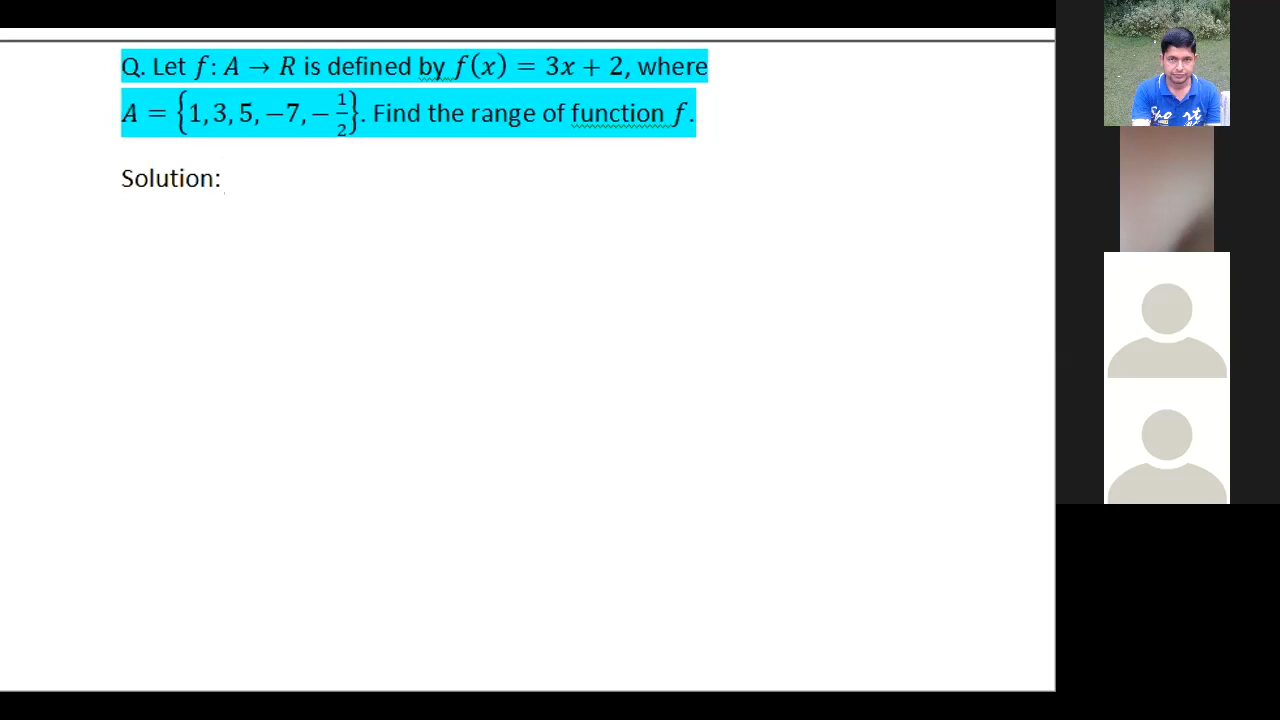 Q. Let f: A → R is defined by f(x) = 3x + 2, where
A = {1, 3, 5, −7, −1/2}. Find the range of function f.
Solution: